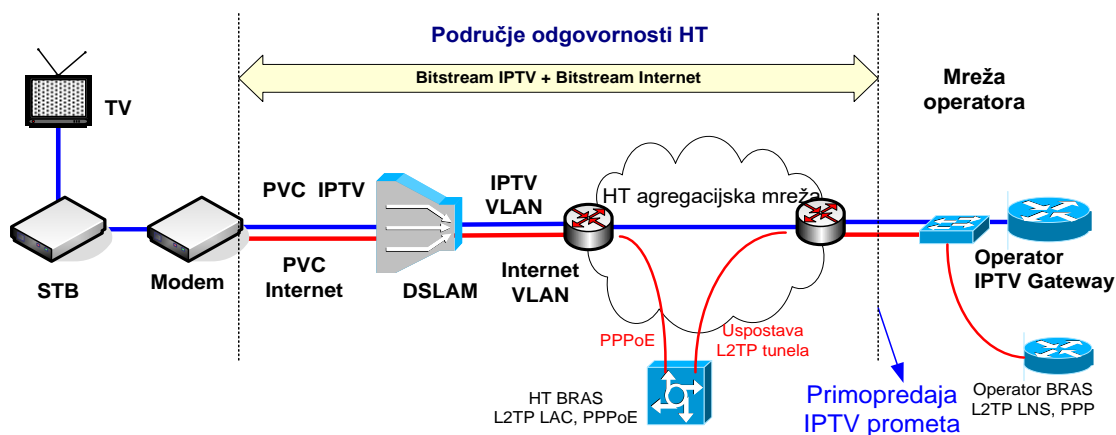 Područje odgovornosti HT
Bitstream IPTV + Bitstream Internet
Mreža
operatora
TV
PVC IPTV
IPTV
VLAN
HT agregacijska mreža
STB
Modem
PVC
Internet
DSLAM
Internet
VLAN
Operator
IPTV Gateway
PPPoE
Uspostava
L2TP tunela
HT BRAS
L2TP LAC, PPPoE
Primopredaja
IPTV prometa
Operator BRAS
L2TP LNS, PPP